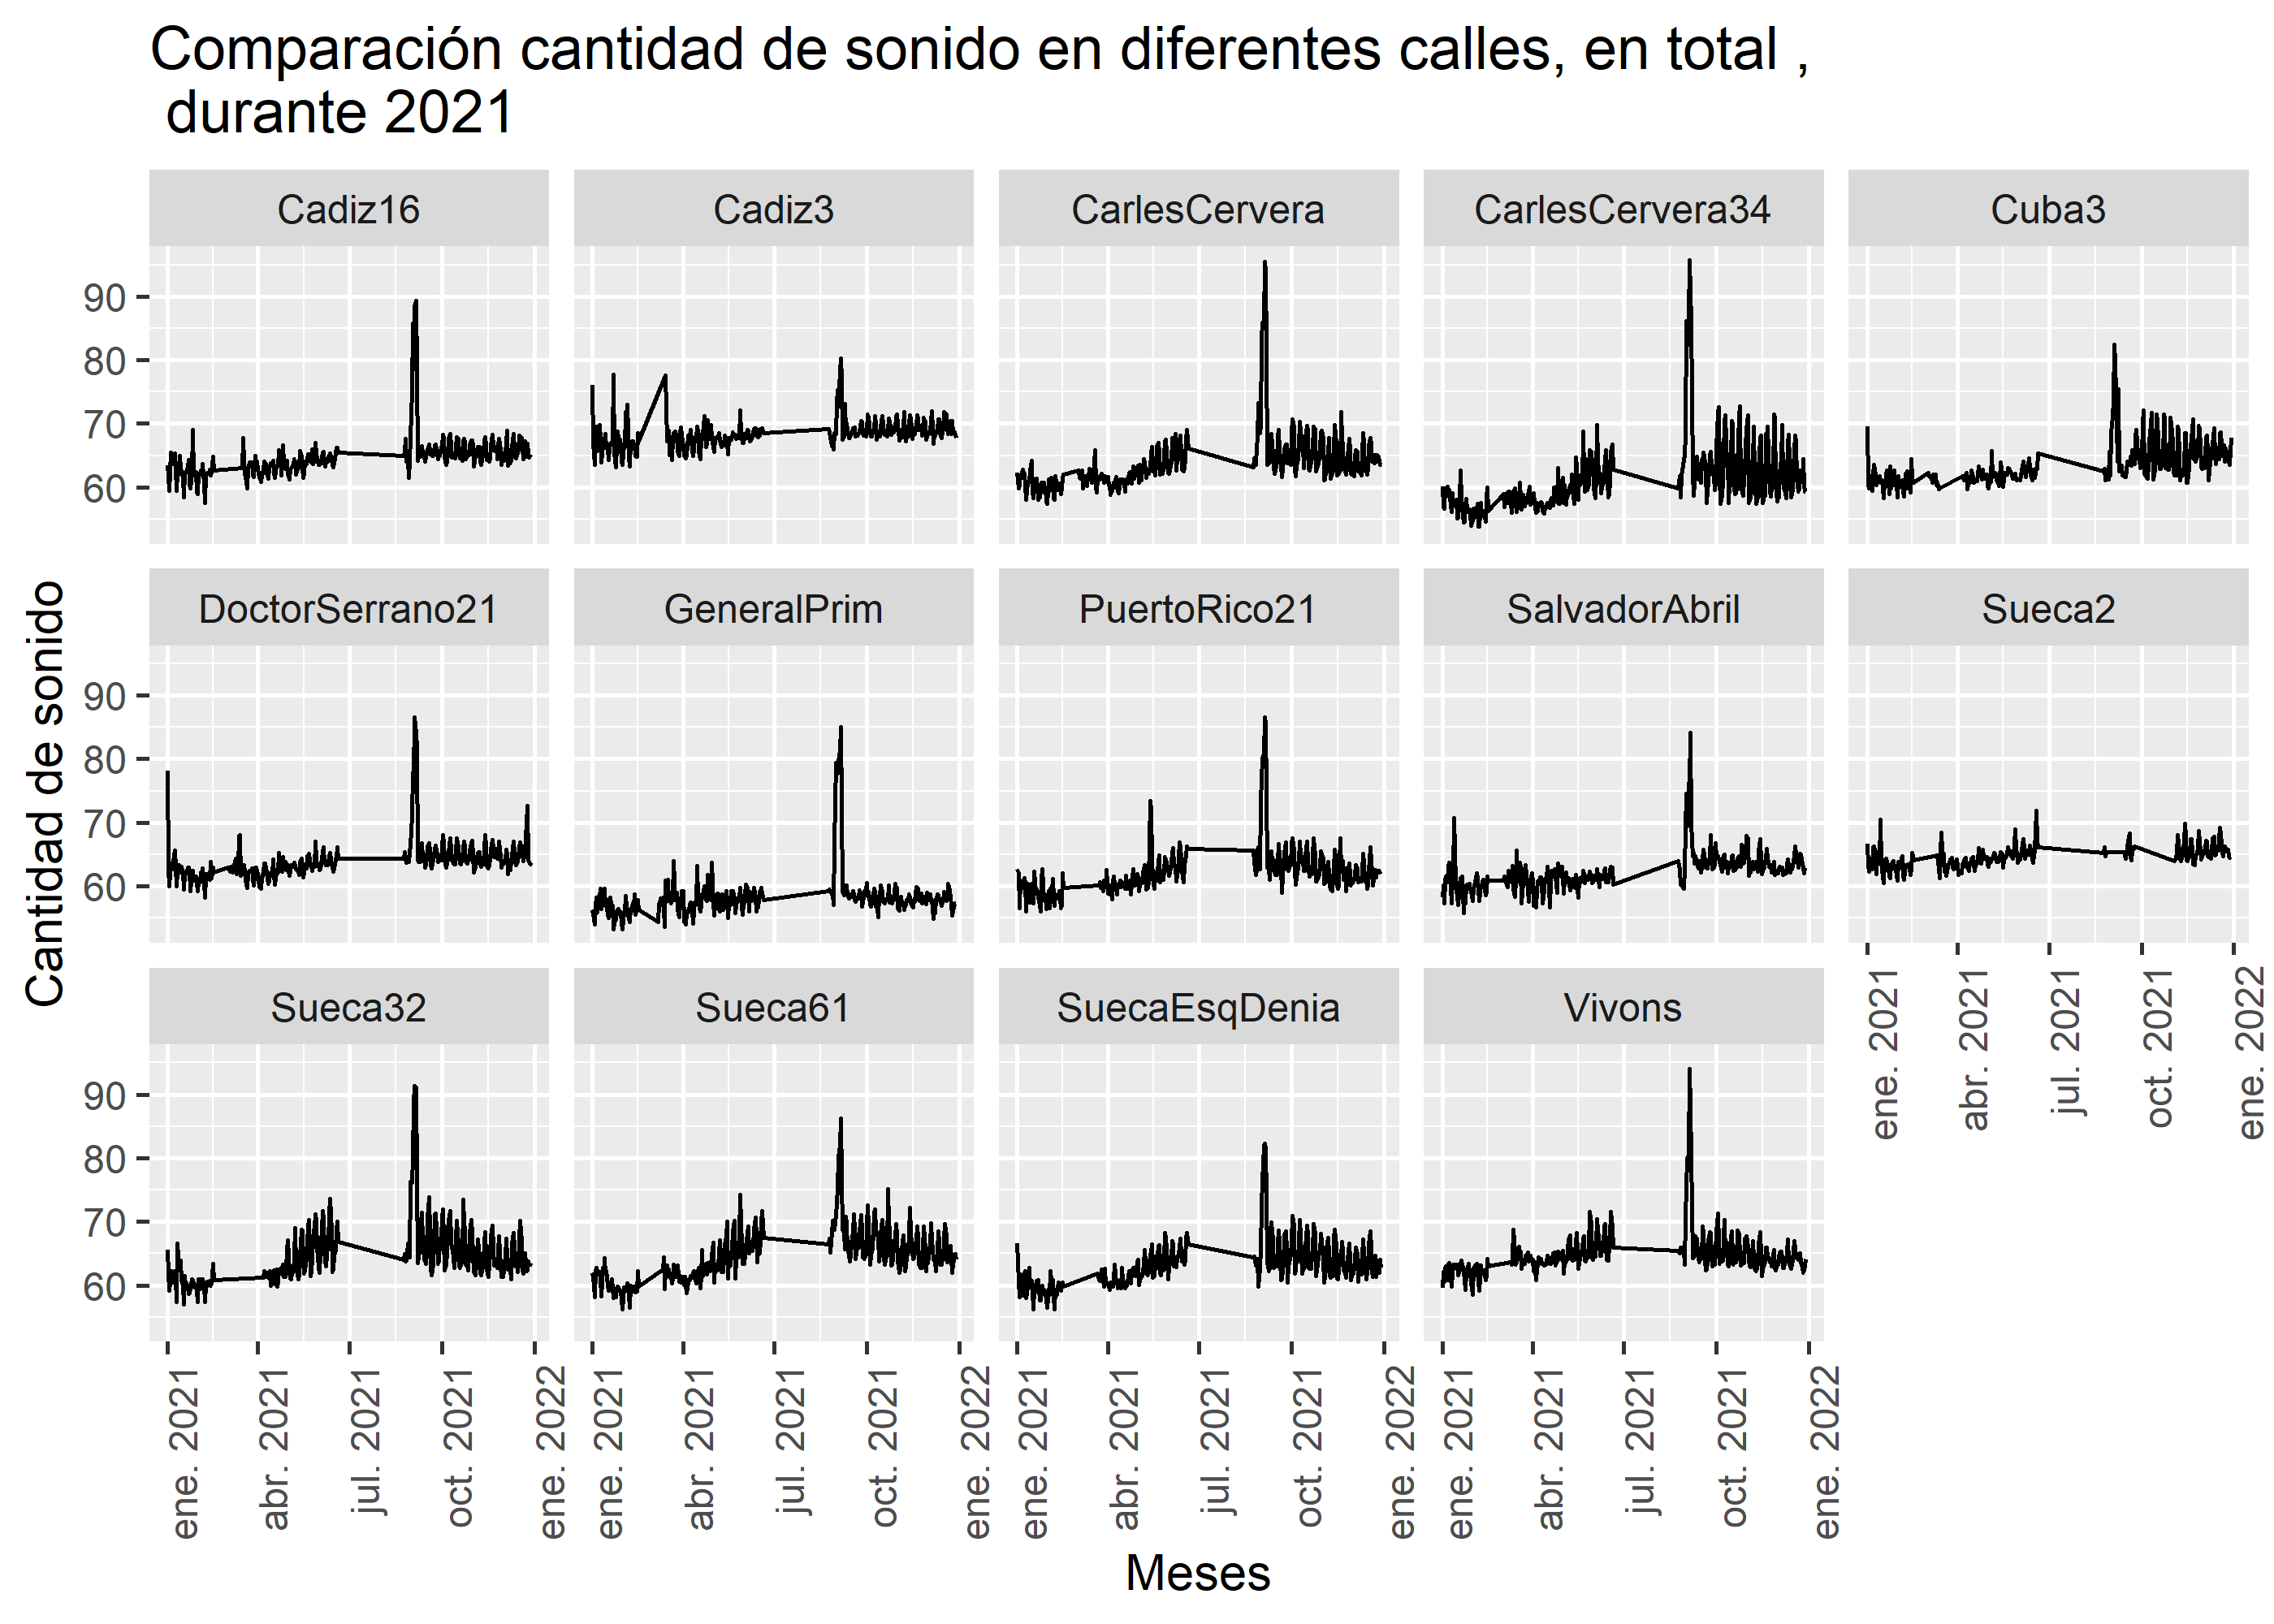 Comparación cantidad de sonido en diferentes calles, en total ,
durante 2021
Cadiz16
Cadiz3
CarlesCervera
CarlesCervera34
Cuba3
90
80
70
60
DoctorSerrano21
GeneralPrim
PuertoRico21
SalvadorAbril
Sueca2
90
80
70
60
Cantidad de sonido
ene. 2021
abr. 2021
jul. 2021
oct. 2021
ene. 2022
Sueca32
Sueca61
SuecaEsqDenia
Vivons
90
80
70
60
ene. 2021
abr. 2021
jul. 2021
oct. 2021
ene. 2022
ene. 2021
abr. 2021
jul. 2021
oct. 2021
ene. 2022
ene. 2021
abr. 2021
jul. 2021
oct. 2021
ene. 2022
ene. 2021
abr. 2021
jul. 2021
oct. 2021
ene. 2022
Meses